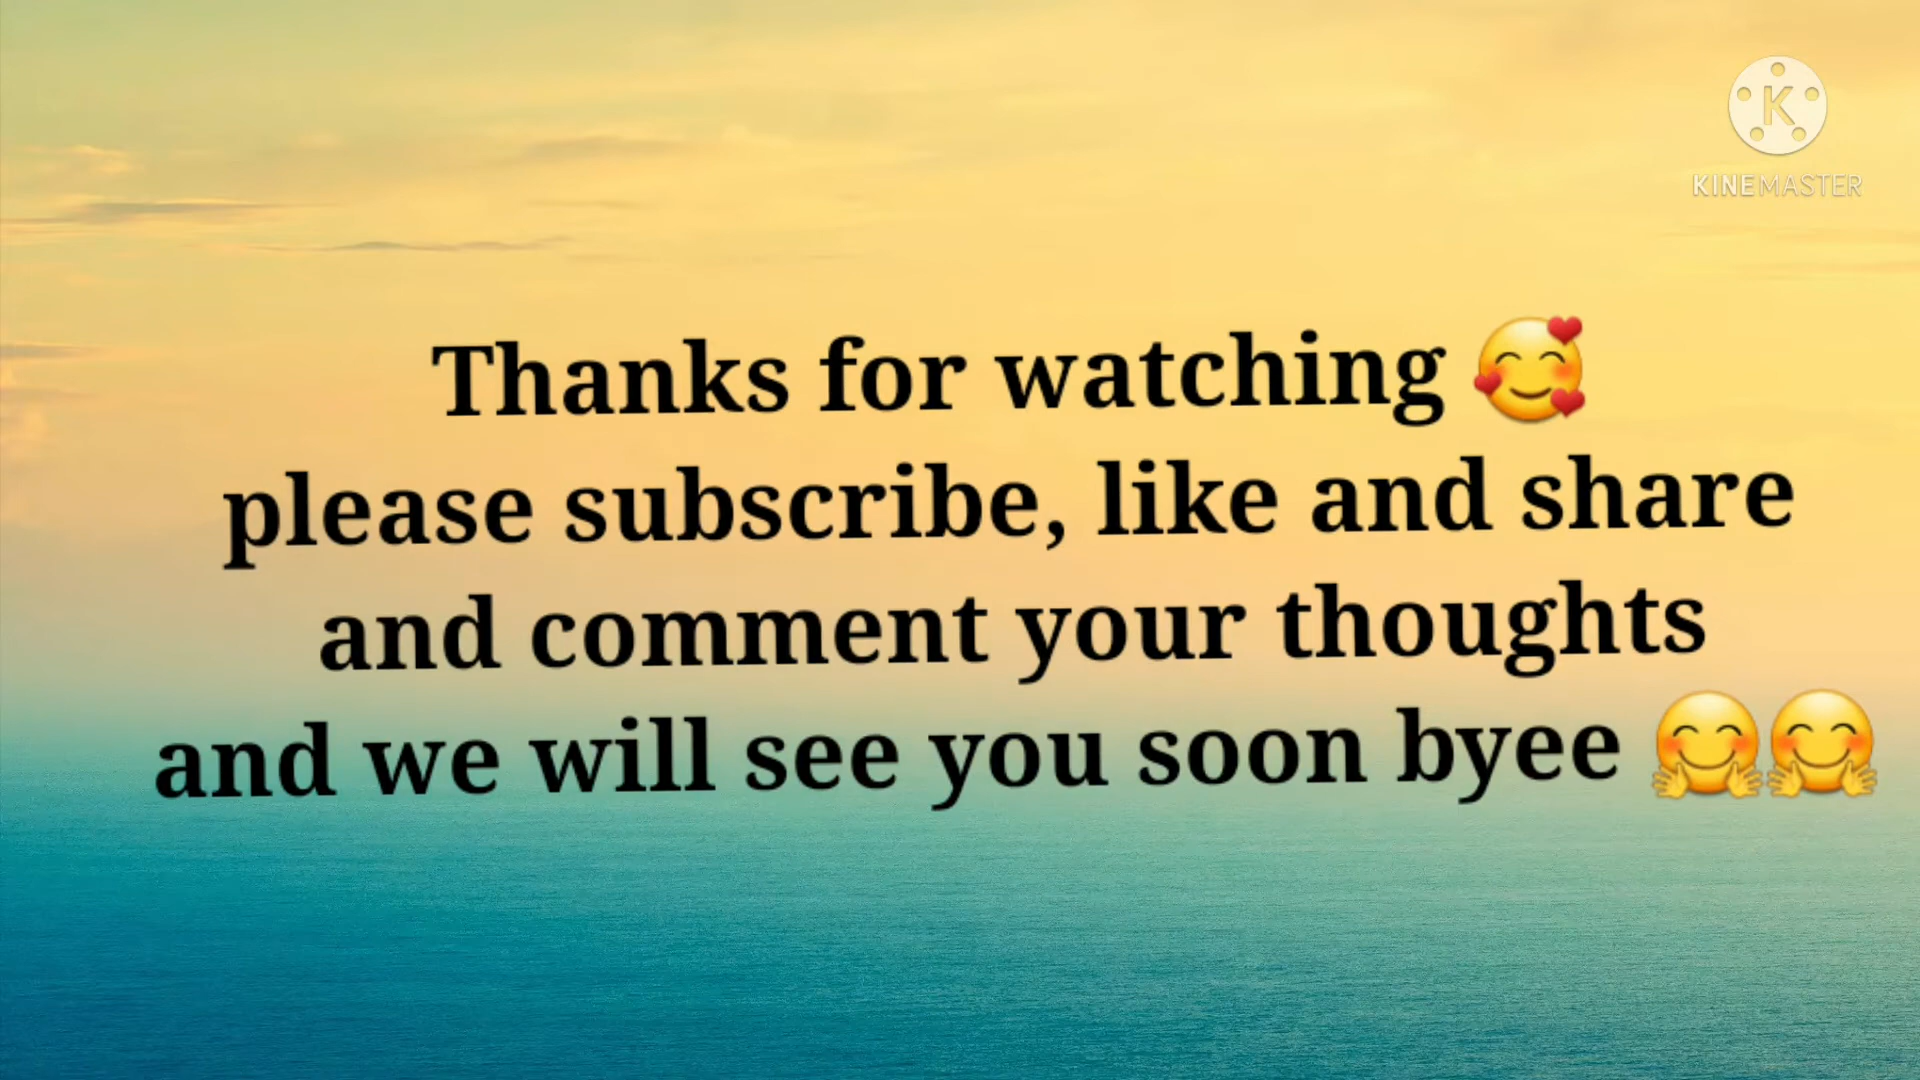 K
KINEMASTER
Thanks for watching 🥰
please subscribe, like and share
and comment your thoughts
and we will see you soon byee 🤗🤗